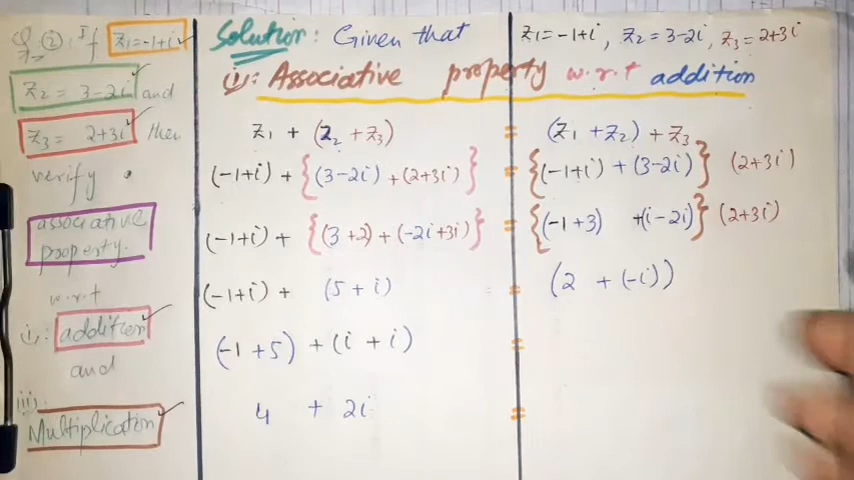 Q ②: If z₁=-1+i
z₂ = 3-2i and
z₃ = 2+3i then
verify
associative
property.
w.r.t
i,: addition
and
iii:
Multiplication
Solution: Given that z₁=-1+i, z₂=3-2i, z₃=2+3i
(i): Associative property w.r.t addition
z₁ + (z₂ + z₃) = (z₁ + z₂) + z₃
(-1+i) + {(3-2i) + (2+3i)} = {(-1+i) + (3-2i)} (2+3i)
(-1+i) + {(3+2) + (-2i+3i)} = {(-1+3) +(i-2i)} (2+3i)
(-1+i) + (5+i) = (2 + (-i))
(-1+5) + (i + i) =
4 + 2i =